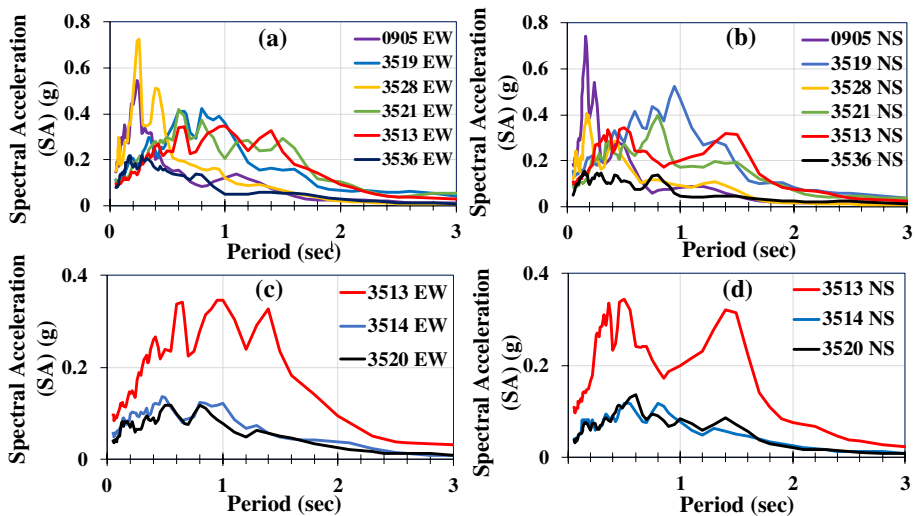 (a)
0905 EW
3519 EW
3528 EW
3521 EW
3513 EW
3536 EW
Spectral Acceleration
(SA) (g)
0.8
0.6
0.4
0.2
0
0 1 2 3
Period (sec)
(b)
0905 NS
3519 NS
3528 NS
3521 NS
3513 NS
3536 NS
Spectral Acceleration
(SA) (g)
0.8
0.6
0.4
0.2
0
0 1 2 3
Period (sec)
(c)
3513 EW
3514 EW
3520 EW
Spectral Acceleration
(SA) (g)
0.4
0.2
0
0 1 2 3
Period (sec)
(d)
3513 NS
3514 NS
3520 NS
Spectral Acceleration
(SA) (g)
0.4
0.2
0
0 1 2 3
Period (sec)